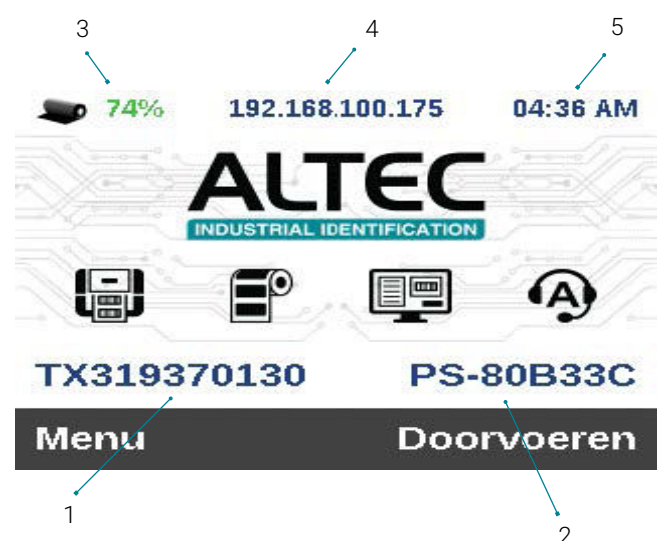 3 4 5
74% 192.168.100.175 04:36 AM
ALTEC
INDUSTRIAL IDENTIFICATION
A
TX319370130 PS-80B33C
Menu Doorvoeren
1 2